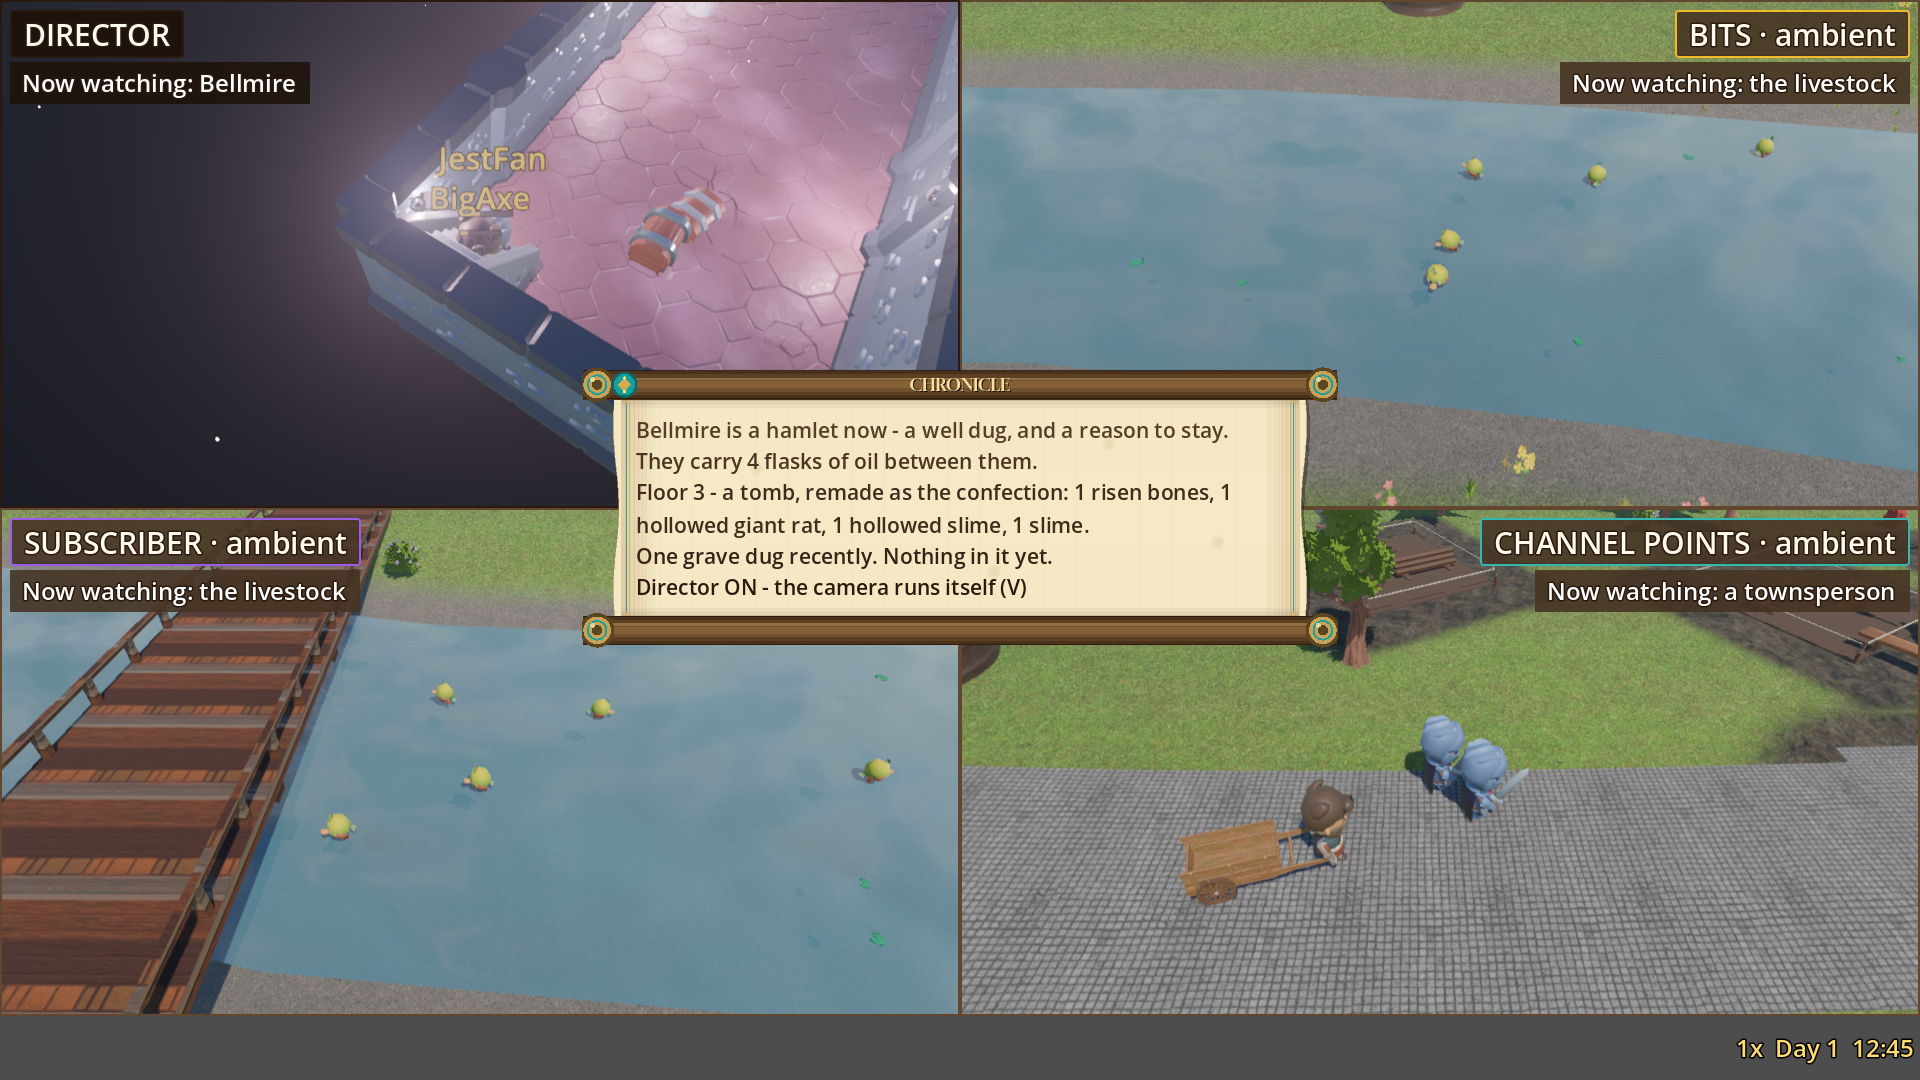 DIRECTOR
Now watching: Bellmire
BITS · ambient
Now watching: the livestock
JestFan
BigAxe
CHRONICLE
Bellmire is a hamlet now - a well dug, and a reason to stay.
They carry 4 flasks of oil between them.
Floor 3 - a tomb, remade as the confection: 1 risen bones, 1
hollowed giant rat, 1 hollowed slime, 1 slime.
One grave dug recently. Nothing in it yet.
Director ON - the camera runs itself (V)
SUBSCRIBER · ambient
Now watching: the livestock
CHANNEL POINTS · ambient
Now watching: a townsperson
1x Day 1 12:45